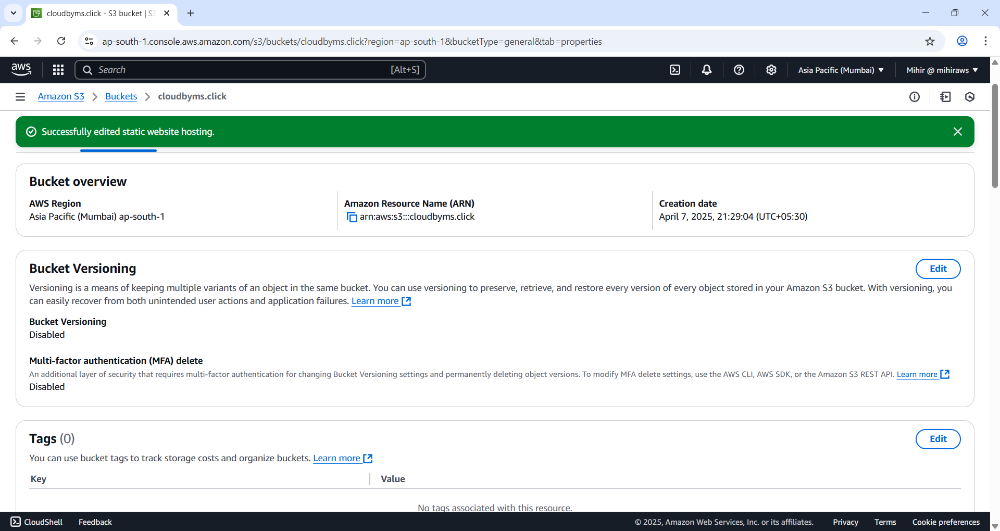 cloudbyms.click - S3 bucket | S3
ap-south-1.console.aws.amazon.com/s3/buckets/cloudbyms.click?region=ap-south-1&bucketType=general&tab=properties
aws
Search [Alt+S]
Asia Pacific (Mumbai)
Mihir @ mihiraws
Amazon S3 > Buckets > cloudbyms.click
Successfully edited static website hosting.
Bucket overview
AWS Region
Asia Pacific (Mumbai) ap-south-1
Amazon Resource Name (ARN)
arn:aws:s3:::cloudbyms.click
Creation date
April 7, 2025, 21:29:04 (UTC+05:30)
Bucket Versioning
Edit
Versioning is a means of keeping multiple variants of an object in the same bucket. You can use versioning to preserve, retrieve, and restore every version of every object stored in your Amazon S3 bucket. With versioning, you
can easily recover from both unintended user actions and application failures. Learn more
Bucket Versioning
Disabled
Multi-factor authentication (MFA) delete
An additional layer of security that requires multi-factor authentication for changing Bucket Versioning settings and permanently deleting object versions. To modify MFA delete settings, use the AWS CLI, AWS SDK, or the Amazon S3 REST API. Learn more
Disabled
Tags (0)
Edit
You can use bucket tags to track storage costs and organize buckets. Learn more
Key Value
No tags associated with this resource.
CloudShell Feedback © 2025, Amazon Web Services, Inc. or its affiliates. Privacy Terms Cookie preferences